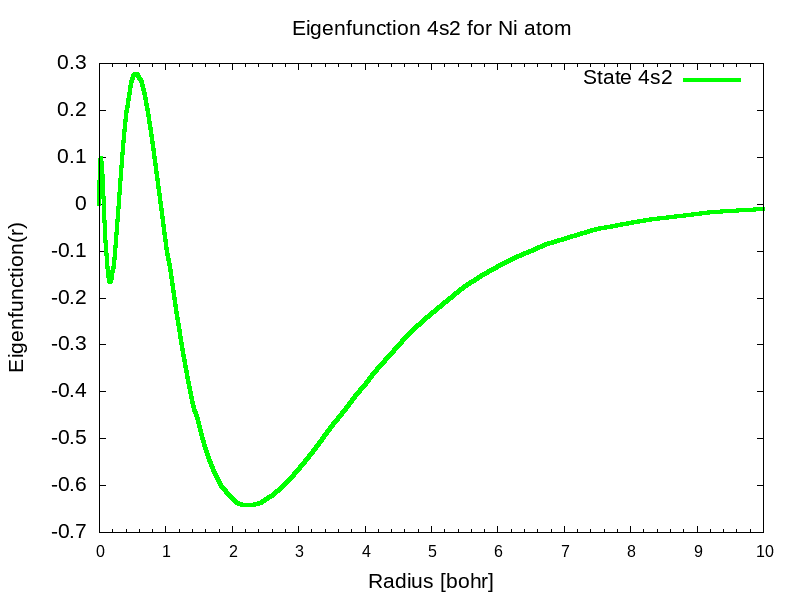 Eigenfunction 4s2 for Ni atom
State 4s2
0.3
0.2
0.1
0
-0.1
-0.2
-0.3
-0.4
-0.5
-0.6
-0.7
Eigenfunction(r)
0 1 2 3 4 5 6 7 8 9 10
Radius [bohr]